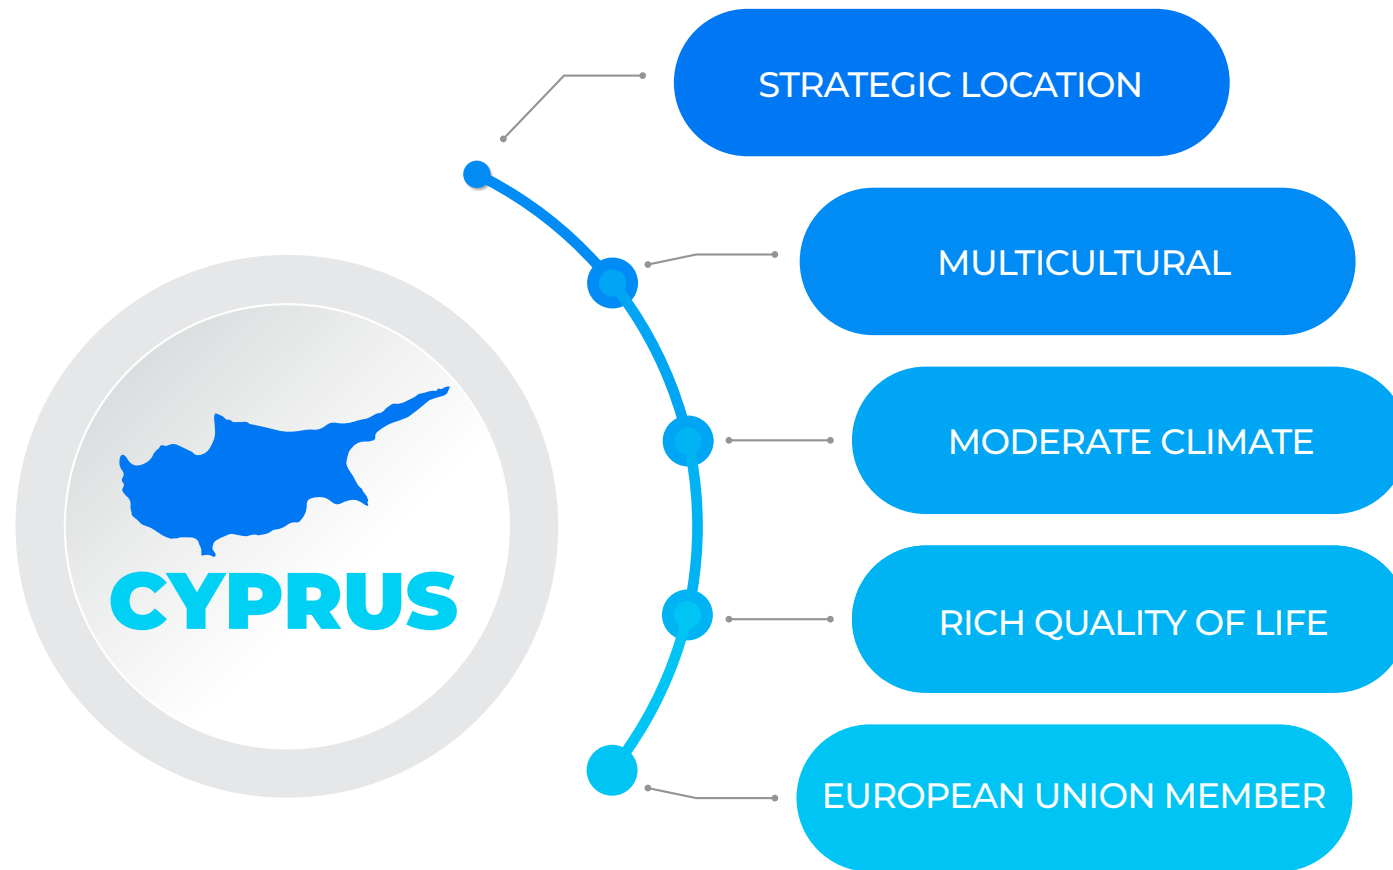 STRATEGIC LOCATION
MULTICULTURAL
MODERATE CLIMATE
CYPRUS
RICH QUALITY OF LIFE
EUROPEAN UNION MEMBER